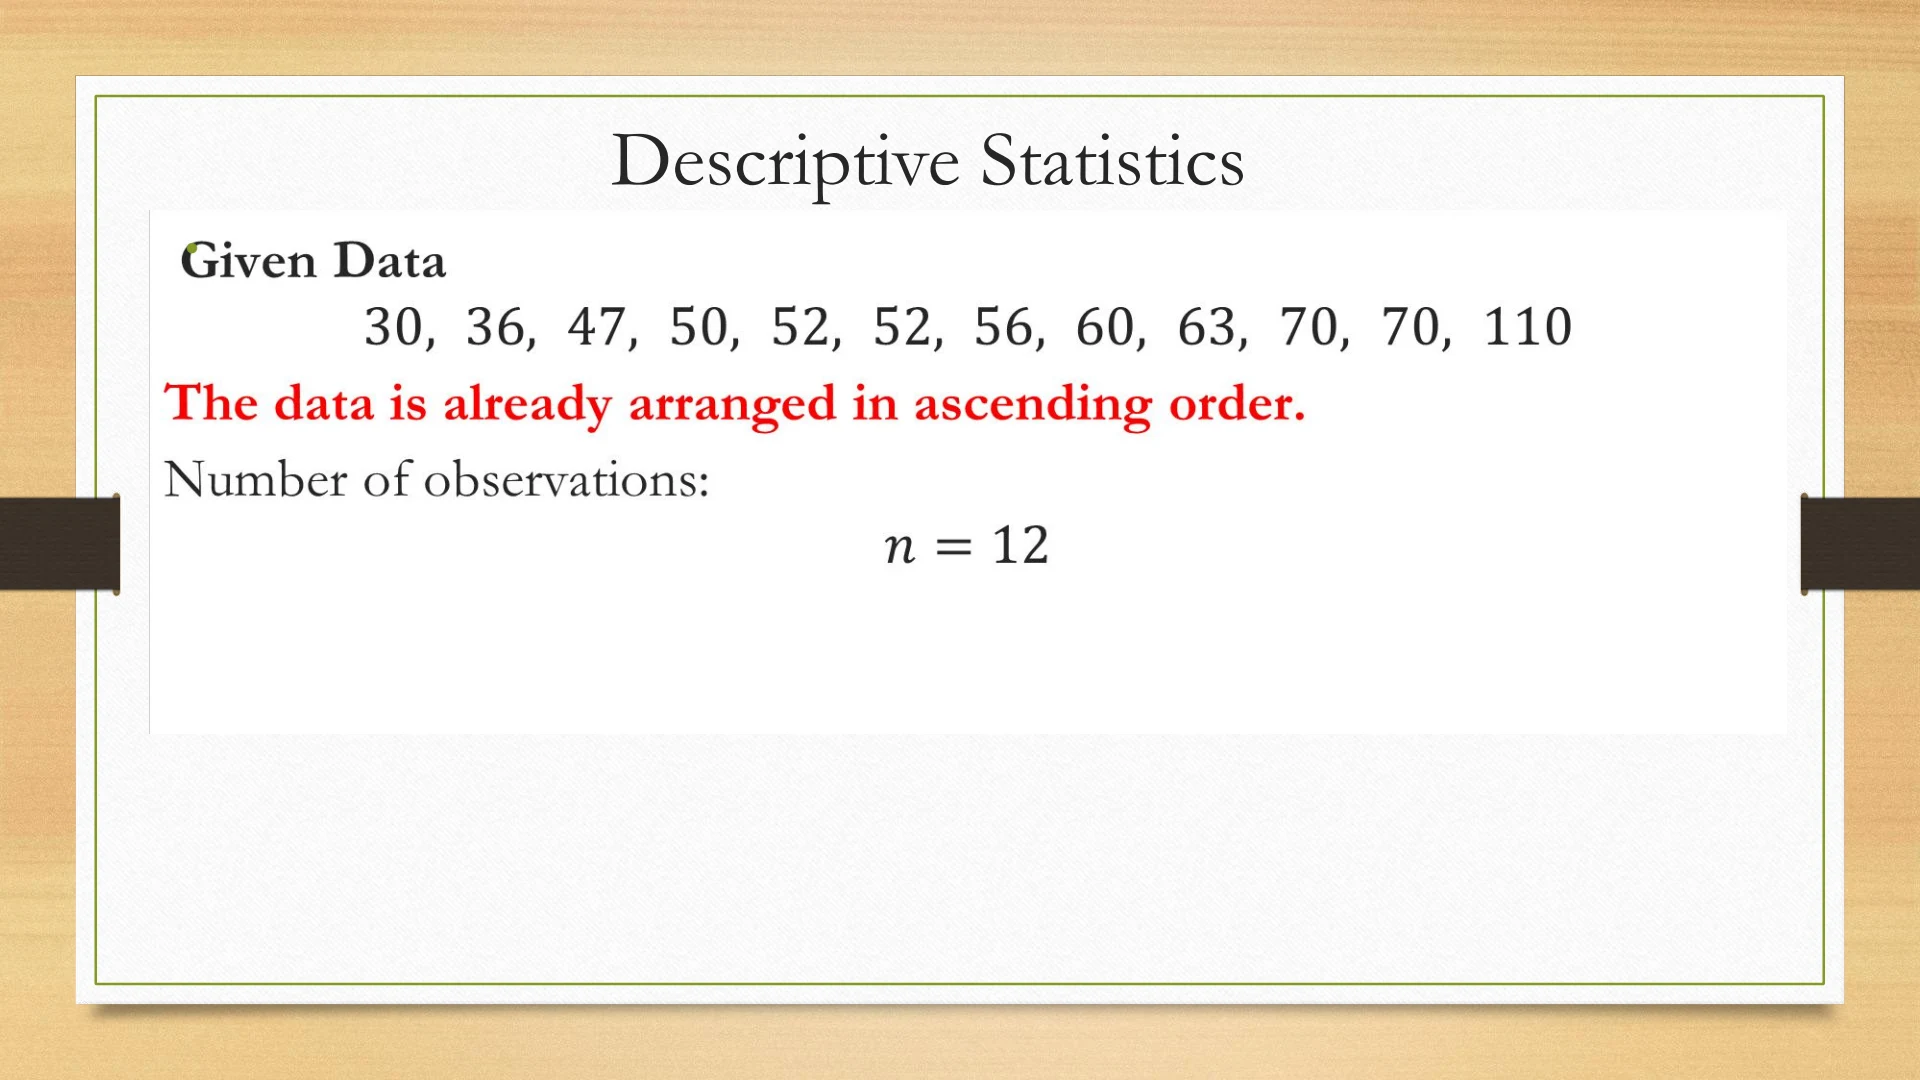 Descriptive Statistics
Given Data
30, 36, 47, 50, 52, 52, 56, 60, 63, 70, 70, 110
The data is already arranged in ascending order.
Number of observations:
n = 12